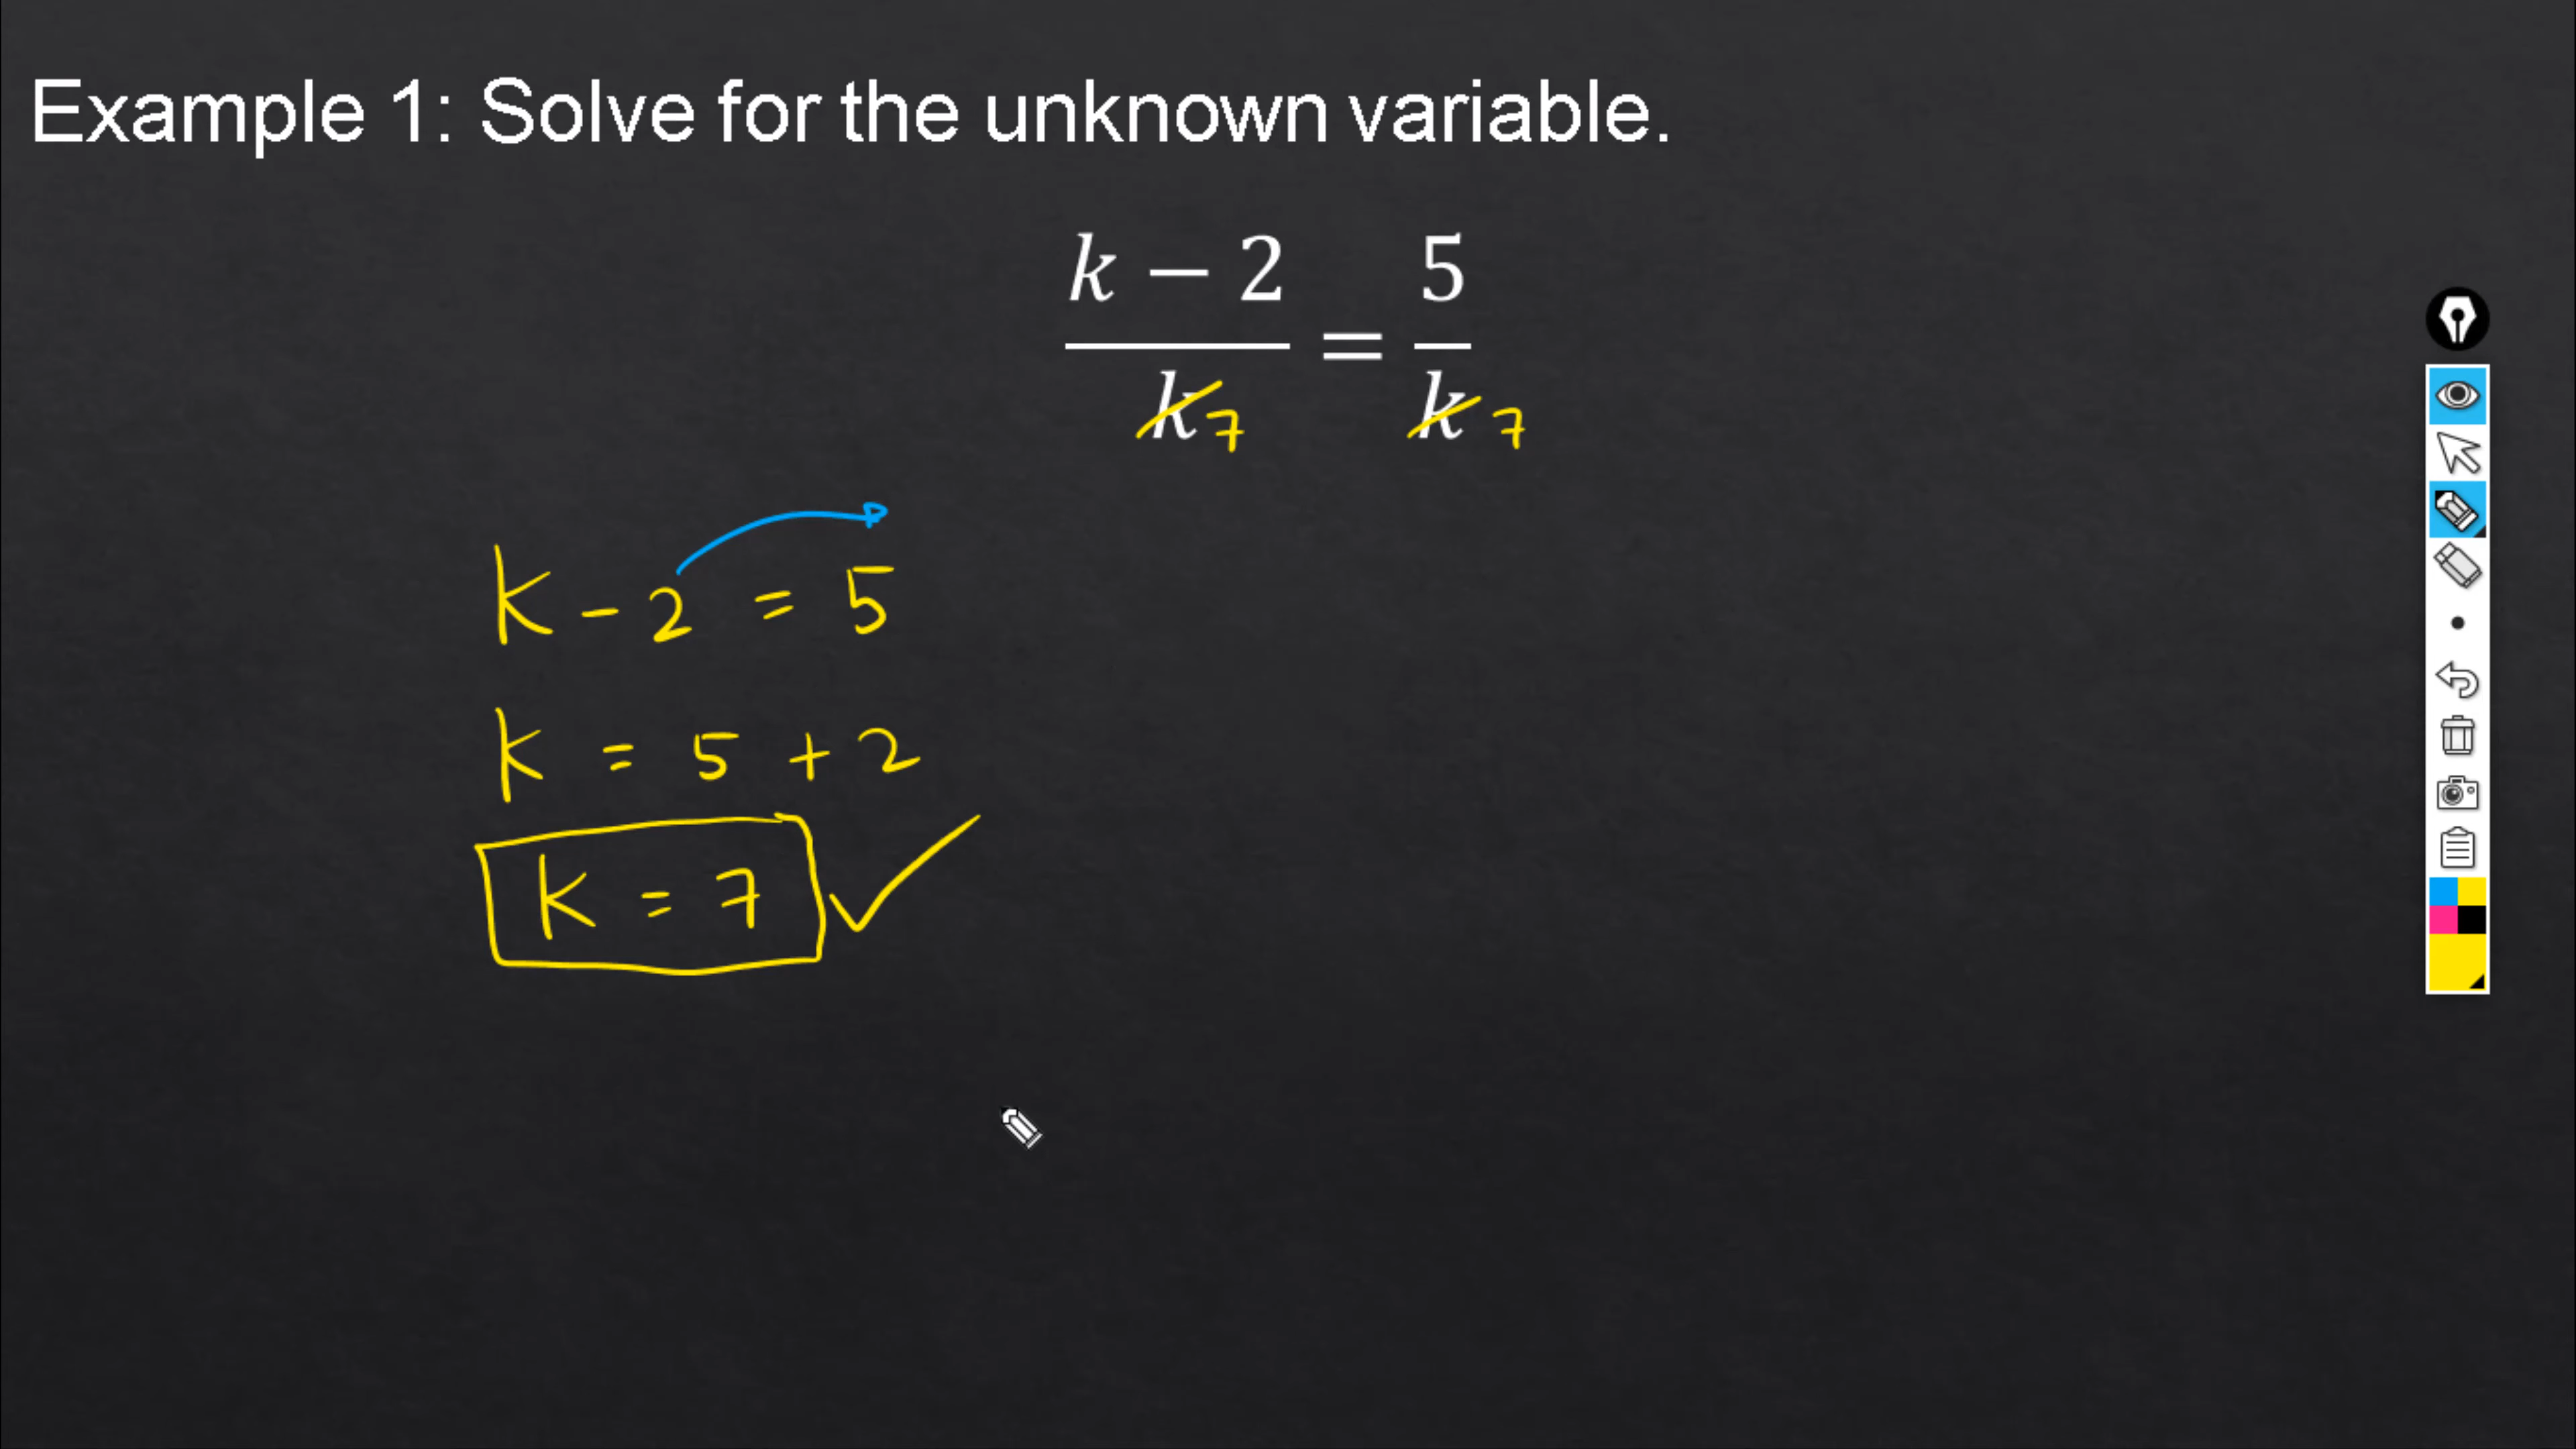 Example 1: Solve for the unknown variable.
k − 2 5
=
k 7 k 7
k - 2 = 5
k = 5 + 2
k = 7 ✓